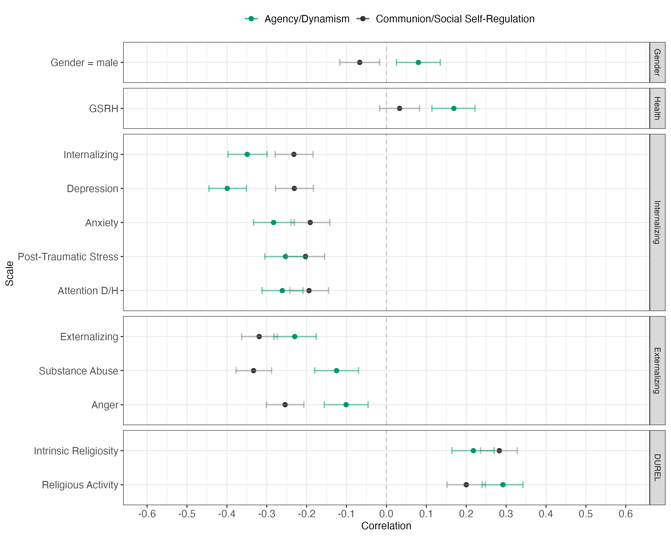 Agency/Dynamism Communion/Social Self-Regulation
Gender = male
Gender
GSRH
Health
Internalizing
Depression
Anxiety
Post-Traumatic Stress
Attention D/H
Internalizing
Externalizing
Substance Abuse
Anger
Externalizing
Intrinsic Religiosity
Religious Activity
DUREL
Scale
-0.6 -0.5 -0.4 -0.3 -0.2 -0.1 0.0 0.1 0.2 0.3 0.4 0.5 0.6
Correlation